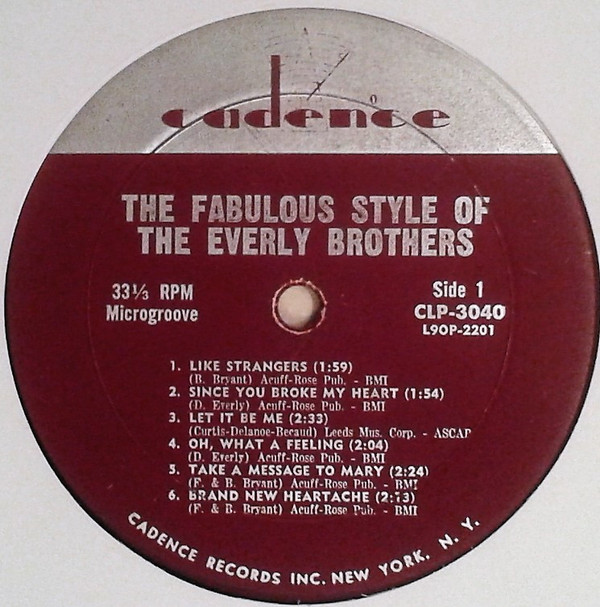 cadence
THE FABULOUS STYLE OF
THE EVERLY BROTHERS
33⅓ RPM
Microgroove
Side 1
CLP-3040
L9OP-2201
1. LIKE STRANGERS (1:59)
(B. Bryant) Acuff-Rose Pub. - BMI
2. SINCE YOU BROKE MY HEART (1:54)
(D. Everly) Acuff-Rose Pub. - BMI
3. LET IT BE ME (2:33)
(Curtis-Delanoe-Becaud) Leeds Mus. Corp. - ASCAP
4. OH, WHAT A FEELING (2:04)
(D. Everly) Acuff-Rose Pub. - BMI
5. TAKE A MESSAGE TO MARY (2:24)
(F. & B. Bryant) Acuff-Rose Pub. - BMI
6. BRAND NEW HEARTACHE (2:13)
(F. & B. Bryant) Acuff-Rose Pub. - BMI
CADENCE RECORDS INC. NEW YORK, N. Y.